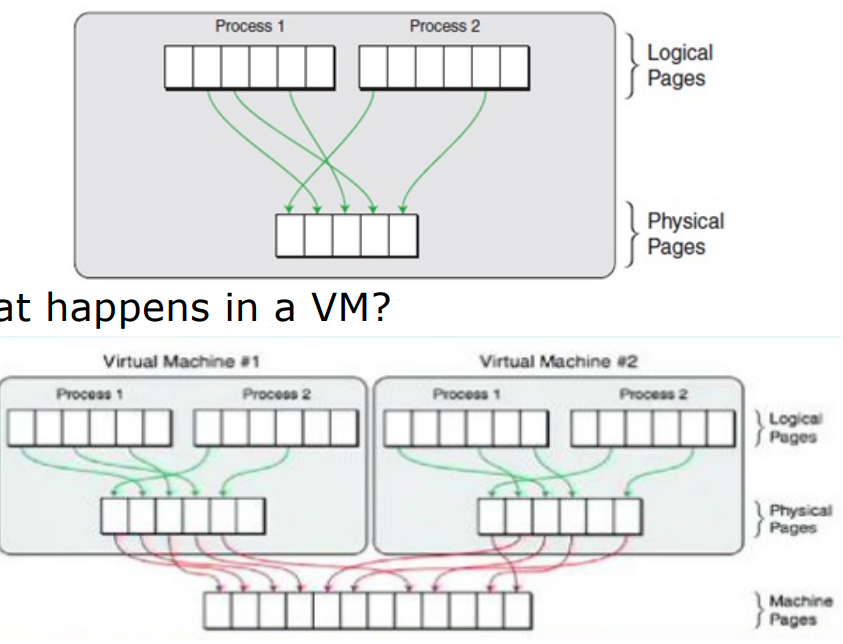 Process 1 Process 2
Logical
Pages
Physical
Pages
at happens in a VM?
Virtual Machine #1 Virtual Machine #2
Process 1 Process 2 Process 1 Process 2
Logical
Pages
Physical
Pages
Machine
Pages